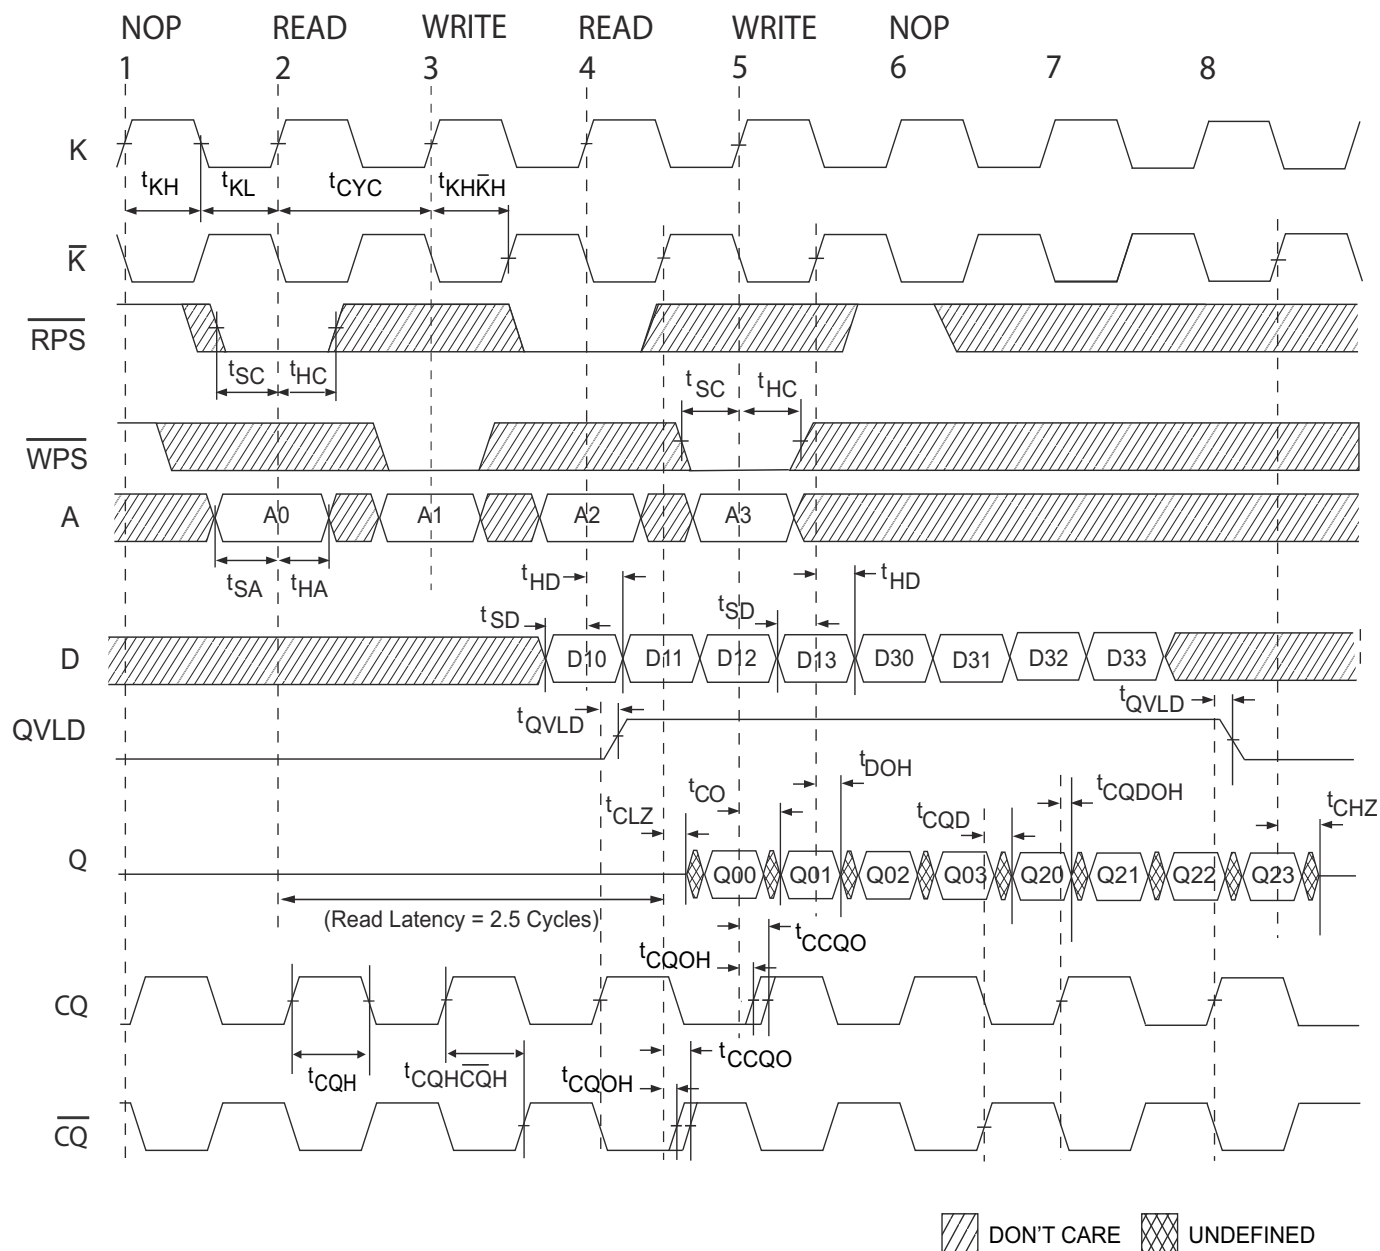 NOP READ WRITE READ WRITE NOP
1 2 3 4 5 6 7 8
K
tKH tKL tCYC tKHK̅H
K̅
R̅P̅S̅
tSC tHC
tSC tHC
W̅P̅S̅
A A0 A1 A2 A3
tSA tHA
tHD tHD
tSD tSD
D D10 D11 D12 D13 D30 D31 D32 D33
QVLD tQVLD tQVLD
tDOH
tCO tCQDOH
tCLZ tCQD tCHZ
Q Q00 Q01 Q02 Q03 Q20 Q21 Q22 Q23
(Read Latency = 2.5 Cycles)
tCCQO
tCQOH
CQ
tCQH tCQHC̅Q̅H tCCQO
tCQOH
C̅Q̅
DON'T CARE UNDEFINED